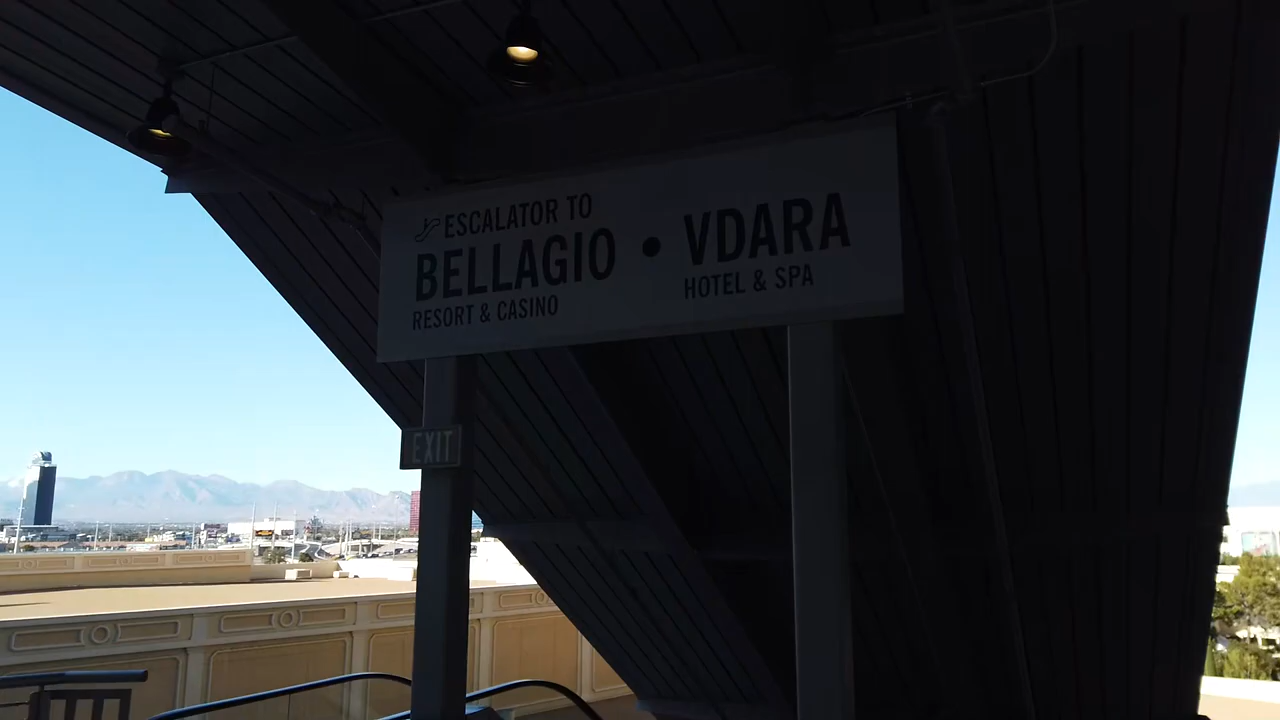 ESCALATOR TO
BELLAGIO • VDARA
RESORT & CASINO HOTEL & SPA
EXIT